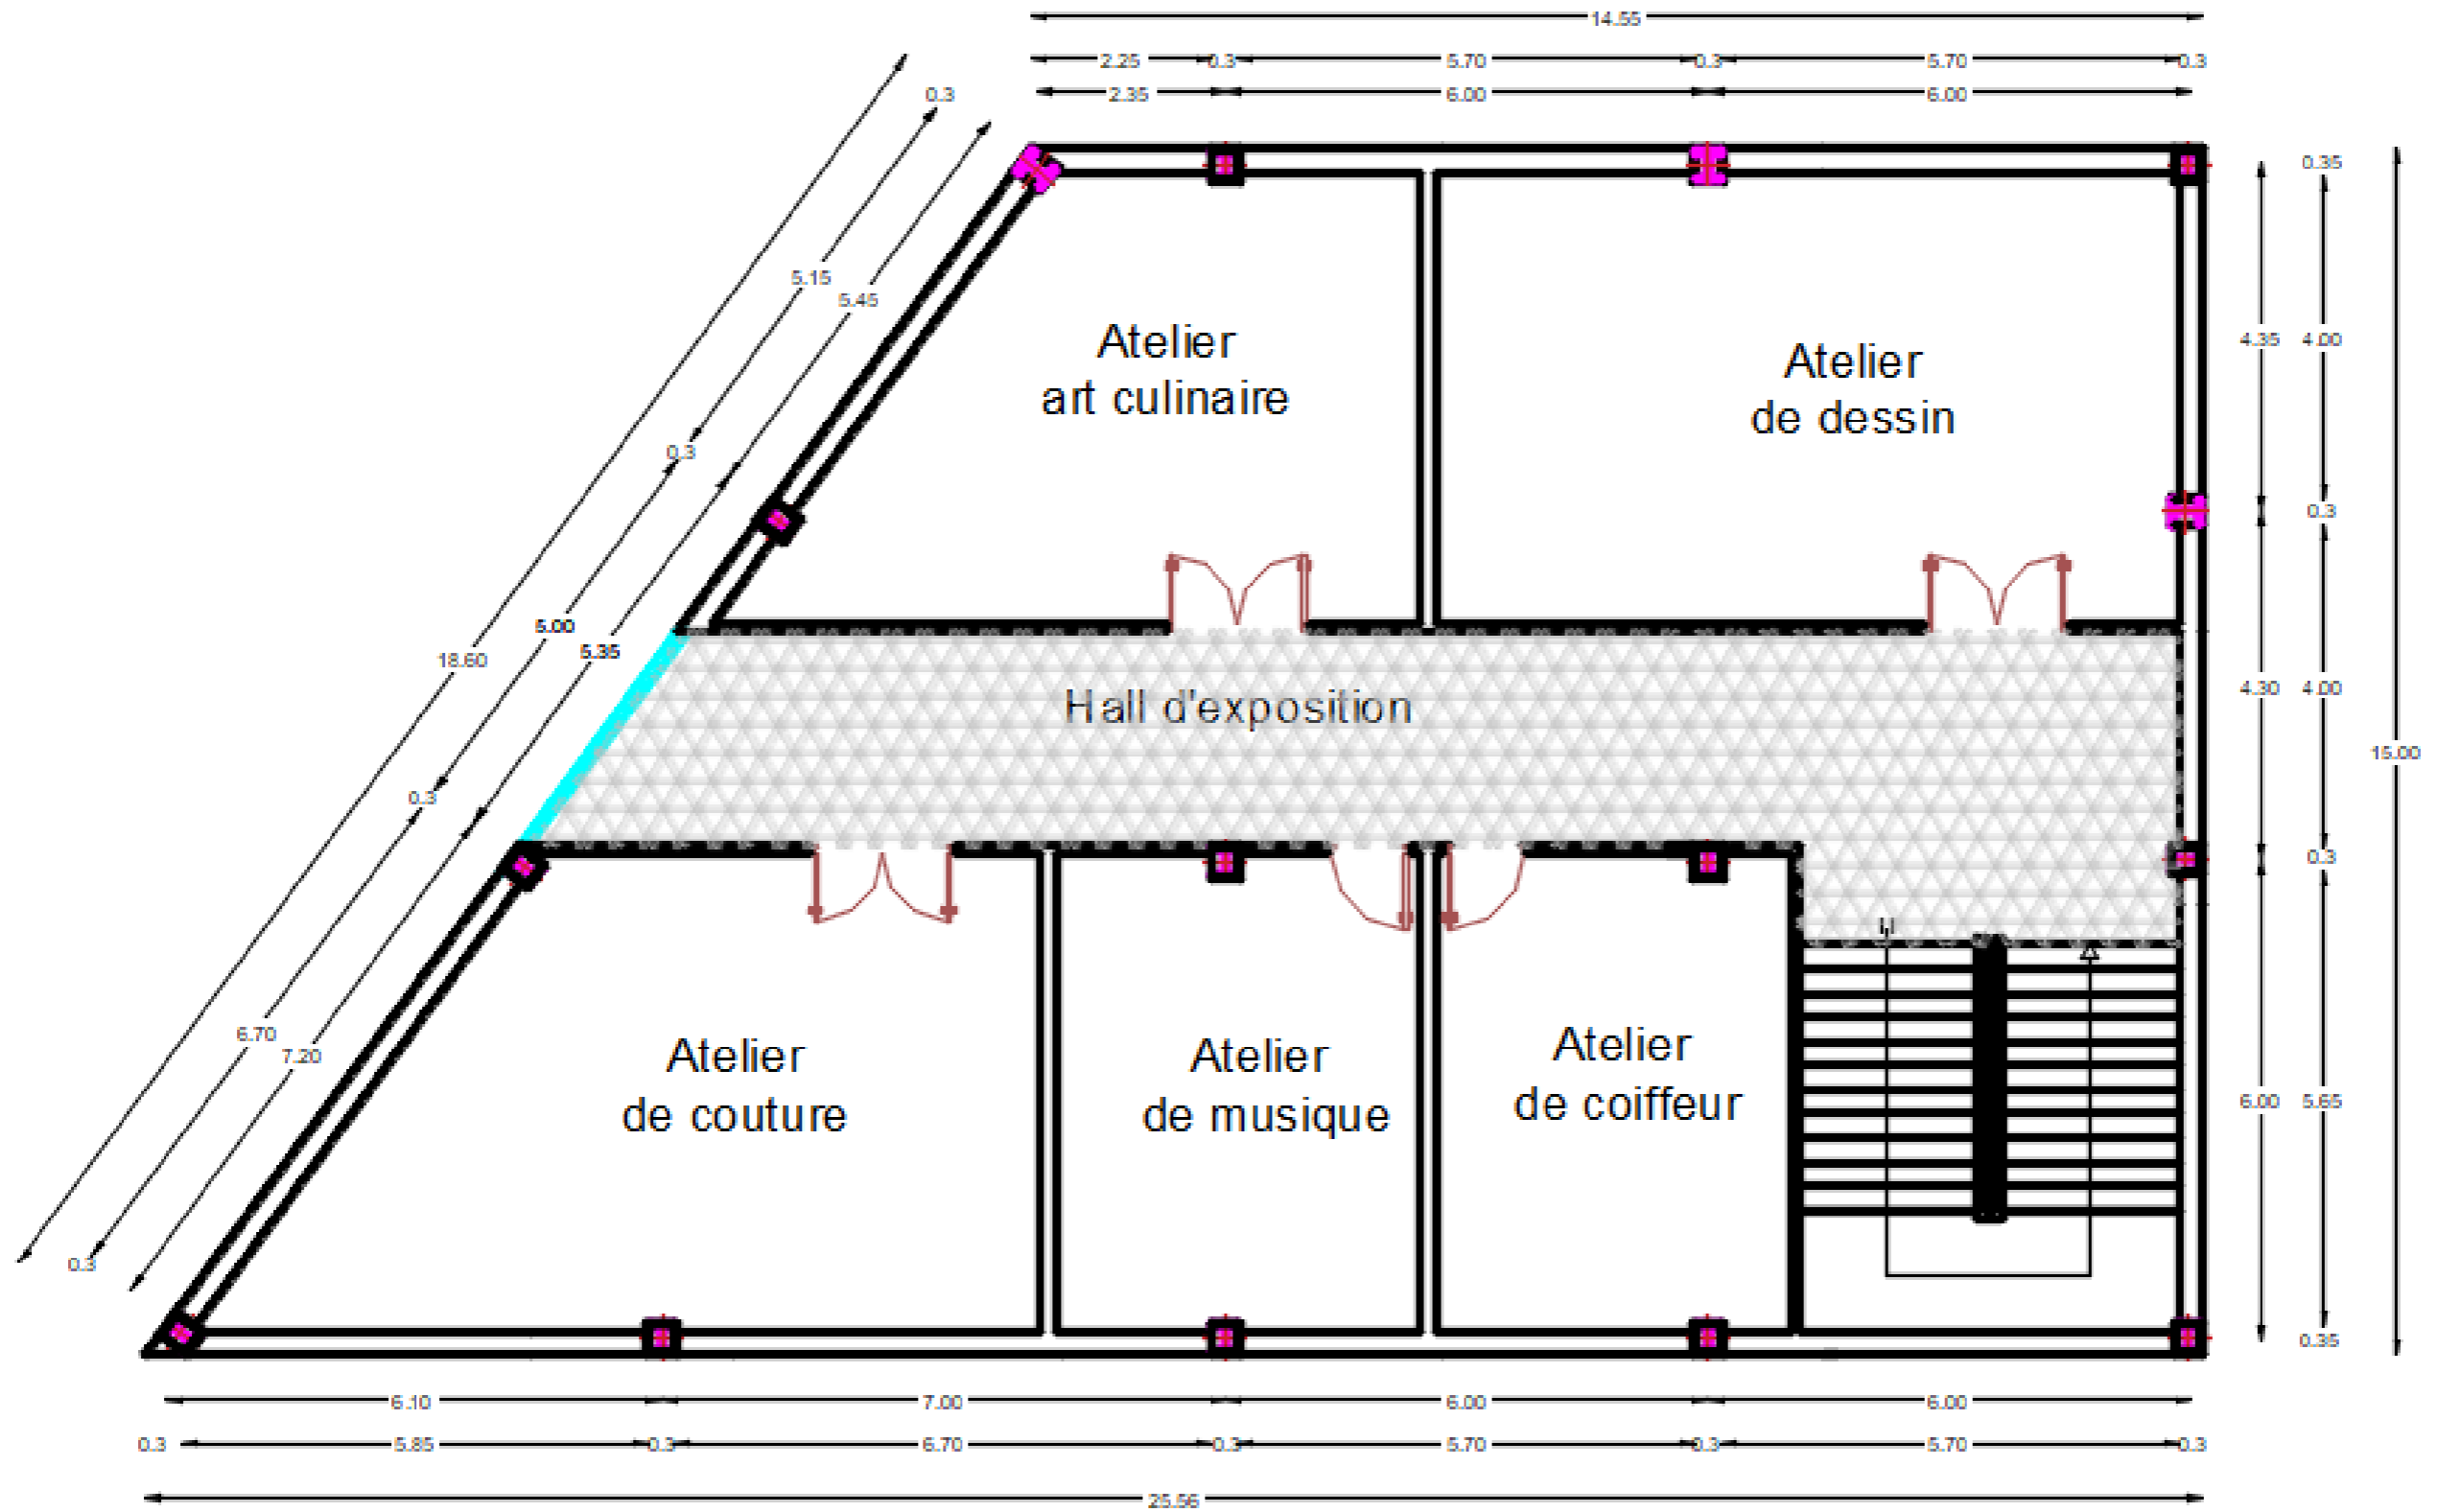 14.55
2.25 0.3 5.70 0.3 5.70 0.3
2.35 6.00 6.00
0.3
5.15
5.45
0.3
5.00
5.35
18.60
0.3
6.70
7.20
0.3
0.35
4.35 4.00
0.3
4.30 4.00
15.00
0.3
6.00 5.65
0.35
Atelier
art culinaire
Atelier
de dessin
Hall d'exposition
Atelier
de couture
Atelier
de musique
Atelier
de coiffeur
6.10 7.00 6.00 6.00
0.3 5.85 0.3 6.70 0.3 5.70 0.3 5.70 0.3
25.56